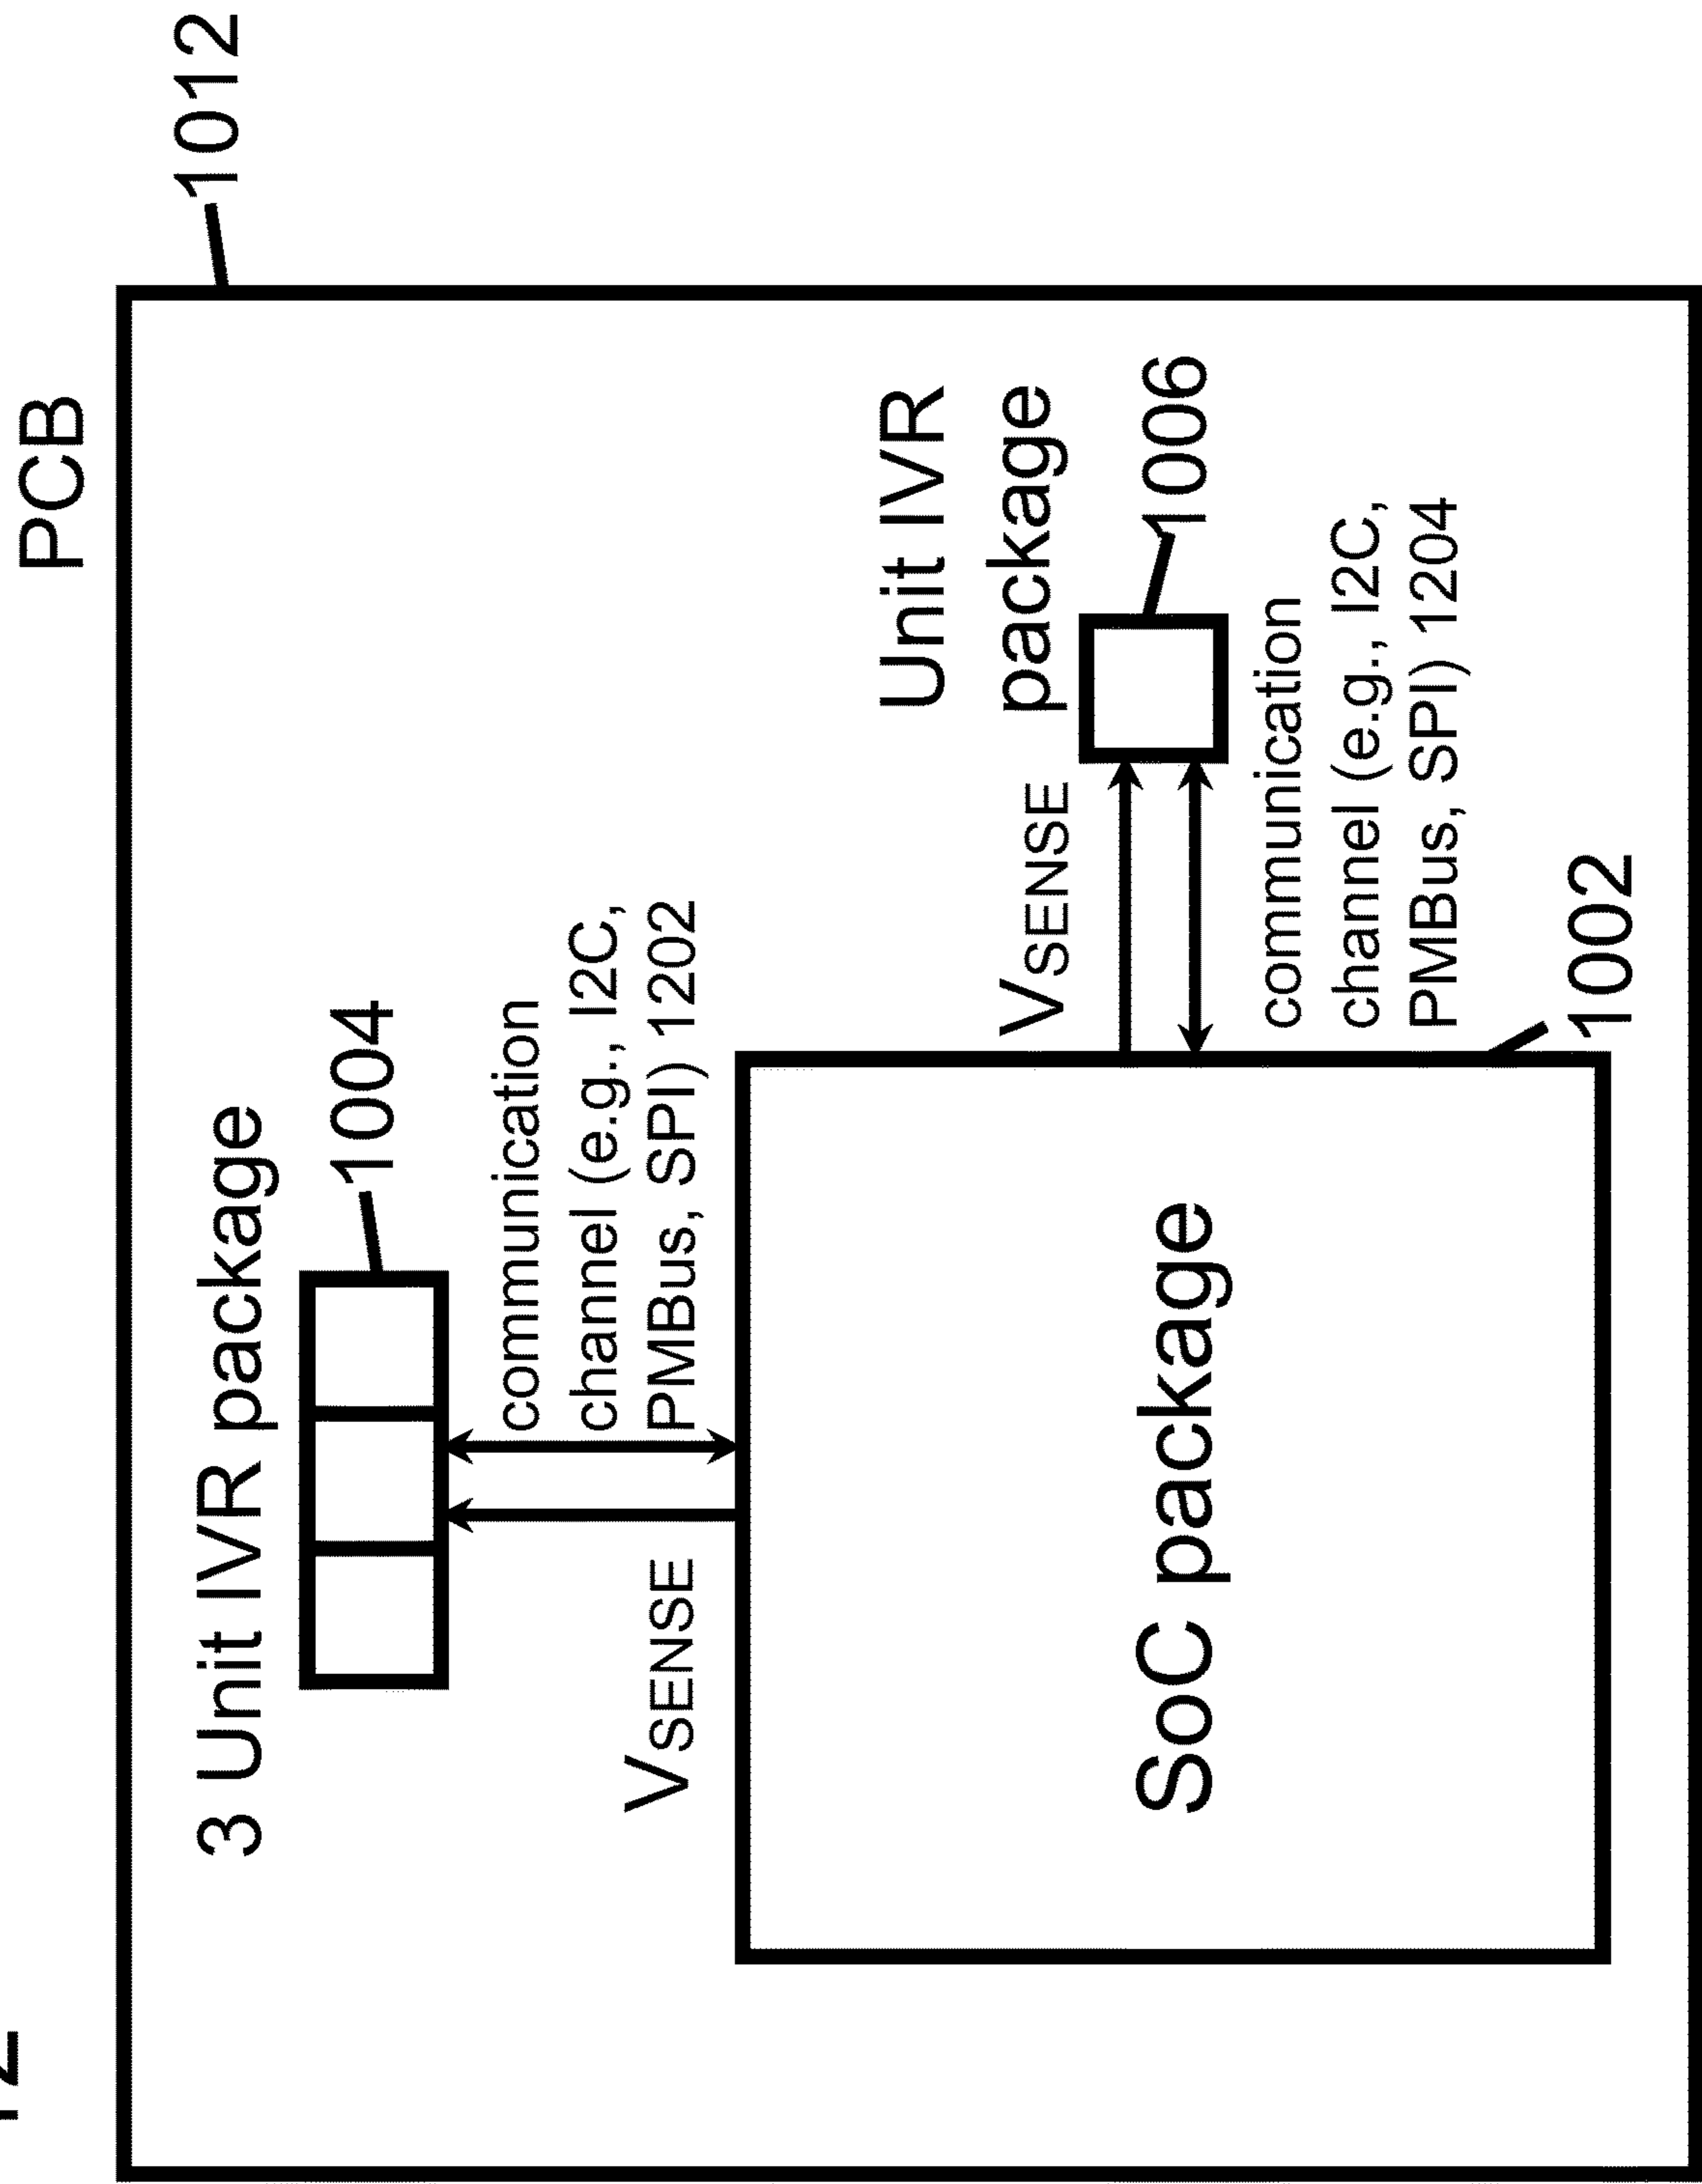 PCB
1012
3 Unit IVR package
1004
VSENSE
communication
channel (e.g., I2C,
PMBus, SPI) 1202
Unit IVR
package
1006
VSENSE
communication
channel (e.g., I2C,
PMBus, SPI) 1204
SoC package
1002